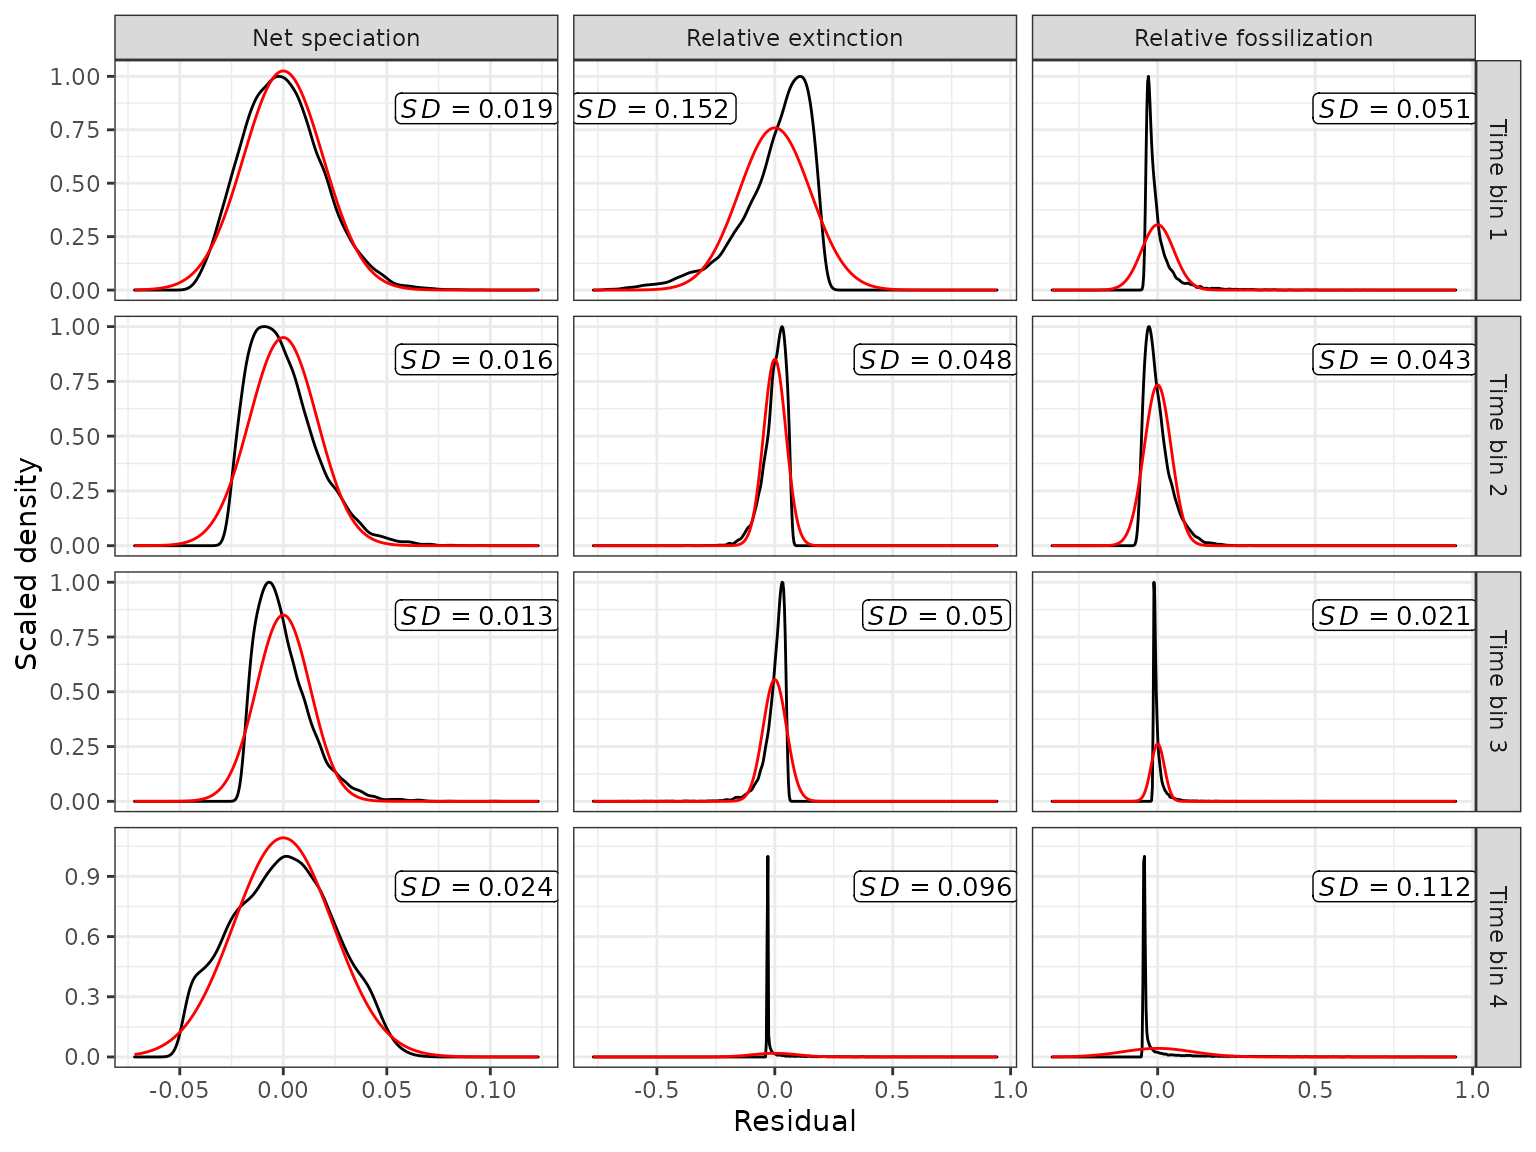 Net speciation
Relative extinction
Relative fossilization
Scaled density
1.00
0.75
0.50
0.25
0.00
SD = 0.019
SD = 0.152
SD = 0.051
Time bin 1
1.00
0.75
0.50
0.25
0.00
SD = 0.016
SD = 0.048
SD = 0.043
Time bin 2
1.00
0.75
0.50
0.25
0.00
SD = 0.013
SD = 0.05
SD = 0.021
Time bin 3
0.9
0.6
0.3
0.0
SD = 0.024
SD = 0.096
SD = 0.112
Time bin 4
-0.05 0.00 0.05 0.10
-0.5 0.0 0.5 1.0
0.0 0.5 1.0
Residual